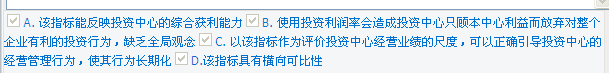 A. 该指标能反映投资中心的综合获利能力 B. 使用投资利润率会造成投资中心只顾本中心利益而放弃对整个
企业有利的投资行为，缺乏全局观念 C. 以该指标作为评价投资中心经营业绩的尺度，可以正确引导投资中心的
经营管理行为，使其行为长期化 D.该指标具有横向可比性